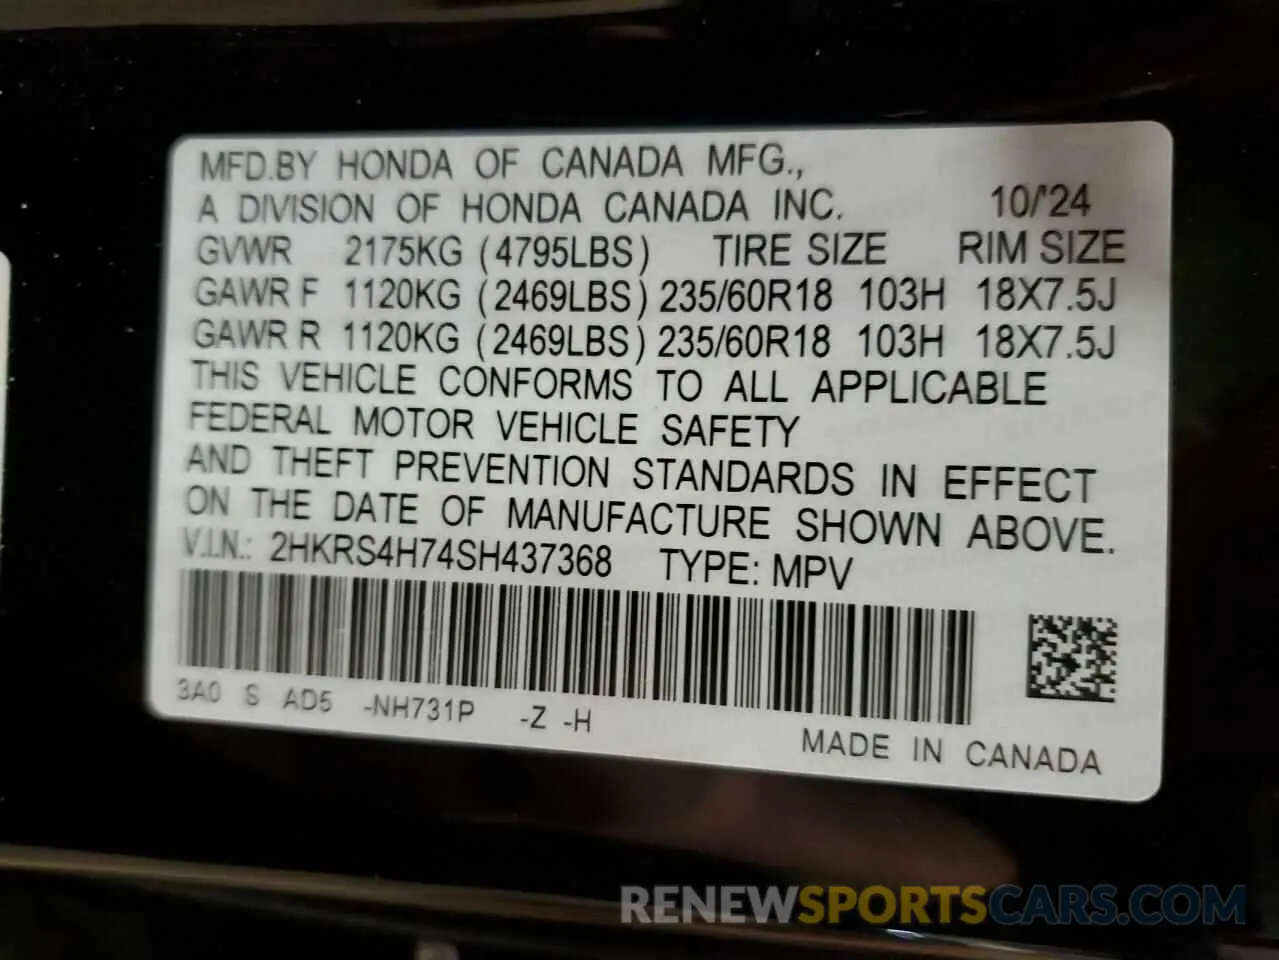 MFD.BY HONDA OF CANADA MFG.,
A DIVISION OF HONDA CANADA INC. 10/'24
GVWR 2175KG (4795LBS) TIRE SIZE RIM SIZE
GAWR F 1120KG (2469LBS) 235/60R18 103H 18X7.5J
GAWR R 1120KG (2469LBS) 235/60R18 103H 18X7.5J
THIS VEHICLE CONFORMS TO ALL APPLICABLE
FEDERAL MOTOR VEHICLE SAFETY
AND THEFT PREVENTION STANDARDS IN EFFECT
ON THE DATE OF MANUFACTURE SHOWN ABOVE.
V.I.N.: 2HKRS4H74SH437368 TYPE: MPV
3A0 S AD5 -NH731P -Z -H
MADE IN CANADA
RENEWSPORTSCARS.COM